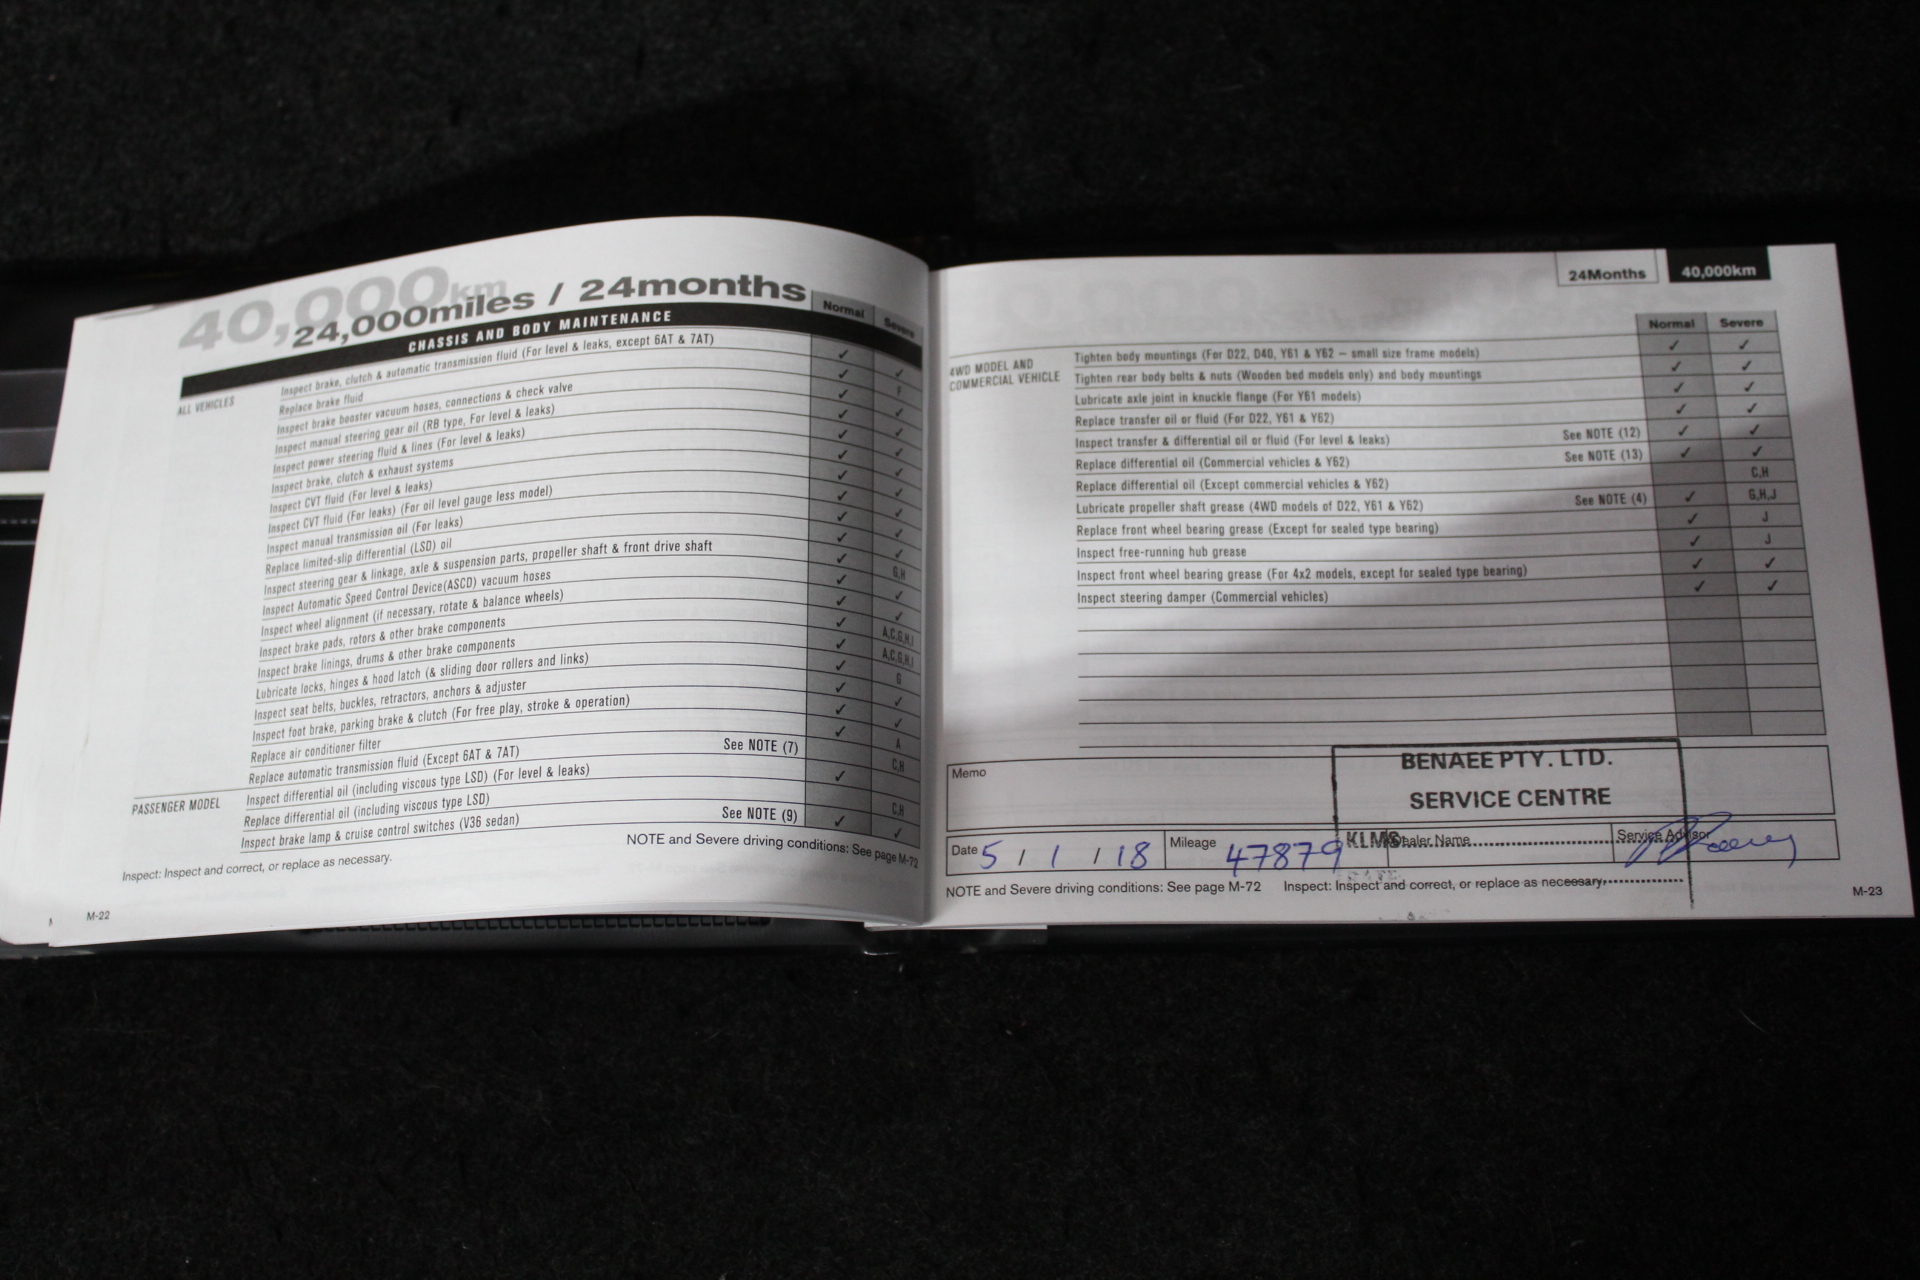 40,000km
24,000miles / 24months
CHASSIS AND BODY MAINTENANCE
Normal
Severe
ALL VEHICLES
Inspect brake, clutch & automatic transmission fluid (For level & leaks, except 6AT & 7AT) ✓ ✓
Replace brake fluid ✓ F
Inspect brake booster vacuum hoses, connections & check valve ✓ ✓
Inspect manual steering gear oil (RB type, For level & leaks) ✓ ✓
Inspect power steering fluid & lines (For level & leaks) ✓ ✓
Inspect brake, clutch & exhaust systems ✓ ✓
Inspect CVT fluid (For level & leaks) ✓ ✓
Inspect CVT fluid (For leaks) (For oil level gauge less model) ✓ ✓
Inspect manual transmission oil (For leaks) ✓ ✓
Replace limited-slip differential (LSD) oil ✓ ✓
Inspect steering gear & linkage, axle & suspension parts, propeller shaft & front drive shaft ✓ G,H
Inspect Automatic Speed Control Device(ASCD) vacuum hoses ✓ ✓
Inspect wheel alignment (if necessary, rotate & balance wheels) ✓ ✓
Inspect brake pads, rotors & other brake components ✓ A,C,G,H,I
Inspect brake linings, drums & other brake components ✓ A,C,G,H,I
Lubricate locks, hinges & hood latch (& sliding door rollers and links) ✓ G
Inspect seat belts, buckles, retractors, anchors & adjuster ✓ ✓
Inspect foot brake, parking brake & clutch (For free play, stroke & operation) ✓ ✓
Replace air conditioner filter ✓ A
Replace automatic transmission fluid (Except 6AT & 7AT) See NOTE (7) C,H
PASSENGER MODEL
Inspect differential oil (including viscous type LSD) (For level & leaks) ✓
Replace differential oil (including viscous type LSD) C,H
Inspect brake lamp & cruise control switches (V36 sedan) See NOTE (9) ✓ ✓
NOTE and Severe driving conditions: See page M-72
Inspect: Inspect and correct, or replace as necessary.
M-22
24Months
40,000km
Normal
Severe
4WD MODEL AND
COMMERCIAL VEHICLE
Tighten body mountings (For D22, D40, Y61 & Y62 – small size frame models) ✓ ✓
Tighten rear body belts & nuts (Wooden bed models only) and body mountings ✓ ✓
Lubricate axle joint in knuckle flange (For Y61 models) ✓ ✓
Replace transfer oil or fluid (For D22, Y61 & Y62) ✓ ✓
Inspect transfer & differential oil or fluid (For level & leaks) See NOTE (12) ✓ ✓
Replace differential oil (Commercial vehicles & Y62) See NOTE (13) ✓ ✓
Replace differential oil (Except commercial vehicles & Y62) C,H
Lubricate propeller shaft grease (4WD models of D22, Y61 & Y62) See NOTE (4) ✓ G,H,J
Replace front wheel bearing grease (Except for sealed type bearing) ✓ J
Inspect free-running hub grease ✓ J
Inspect front wheel bearing grease (For 4x2 models, except for sealed type bearing) ✓ ✓
Inspect steering damper (Commercial vehicles) ✓ ✓
Memo
BENAEE PTY. LTD.
SERVICE CENTRE
KLMS
Date 5 / 1 / 18
Mileage 47879
Dealer Name
Service Advisor
NOTE and Severe driving conditions: See page M-72 Inspect: Inspect and correct, or replace as necessary.
M-23